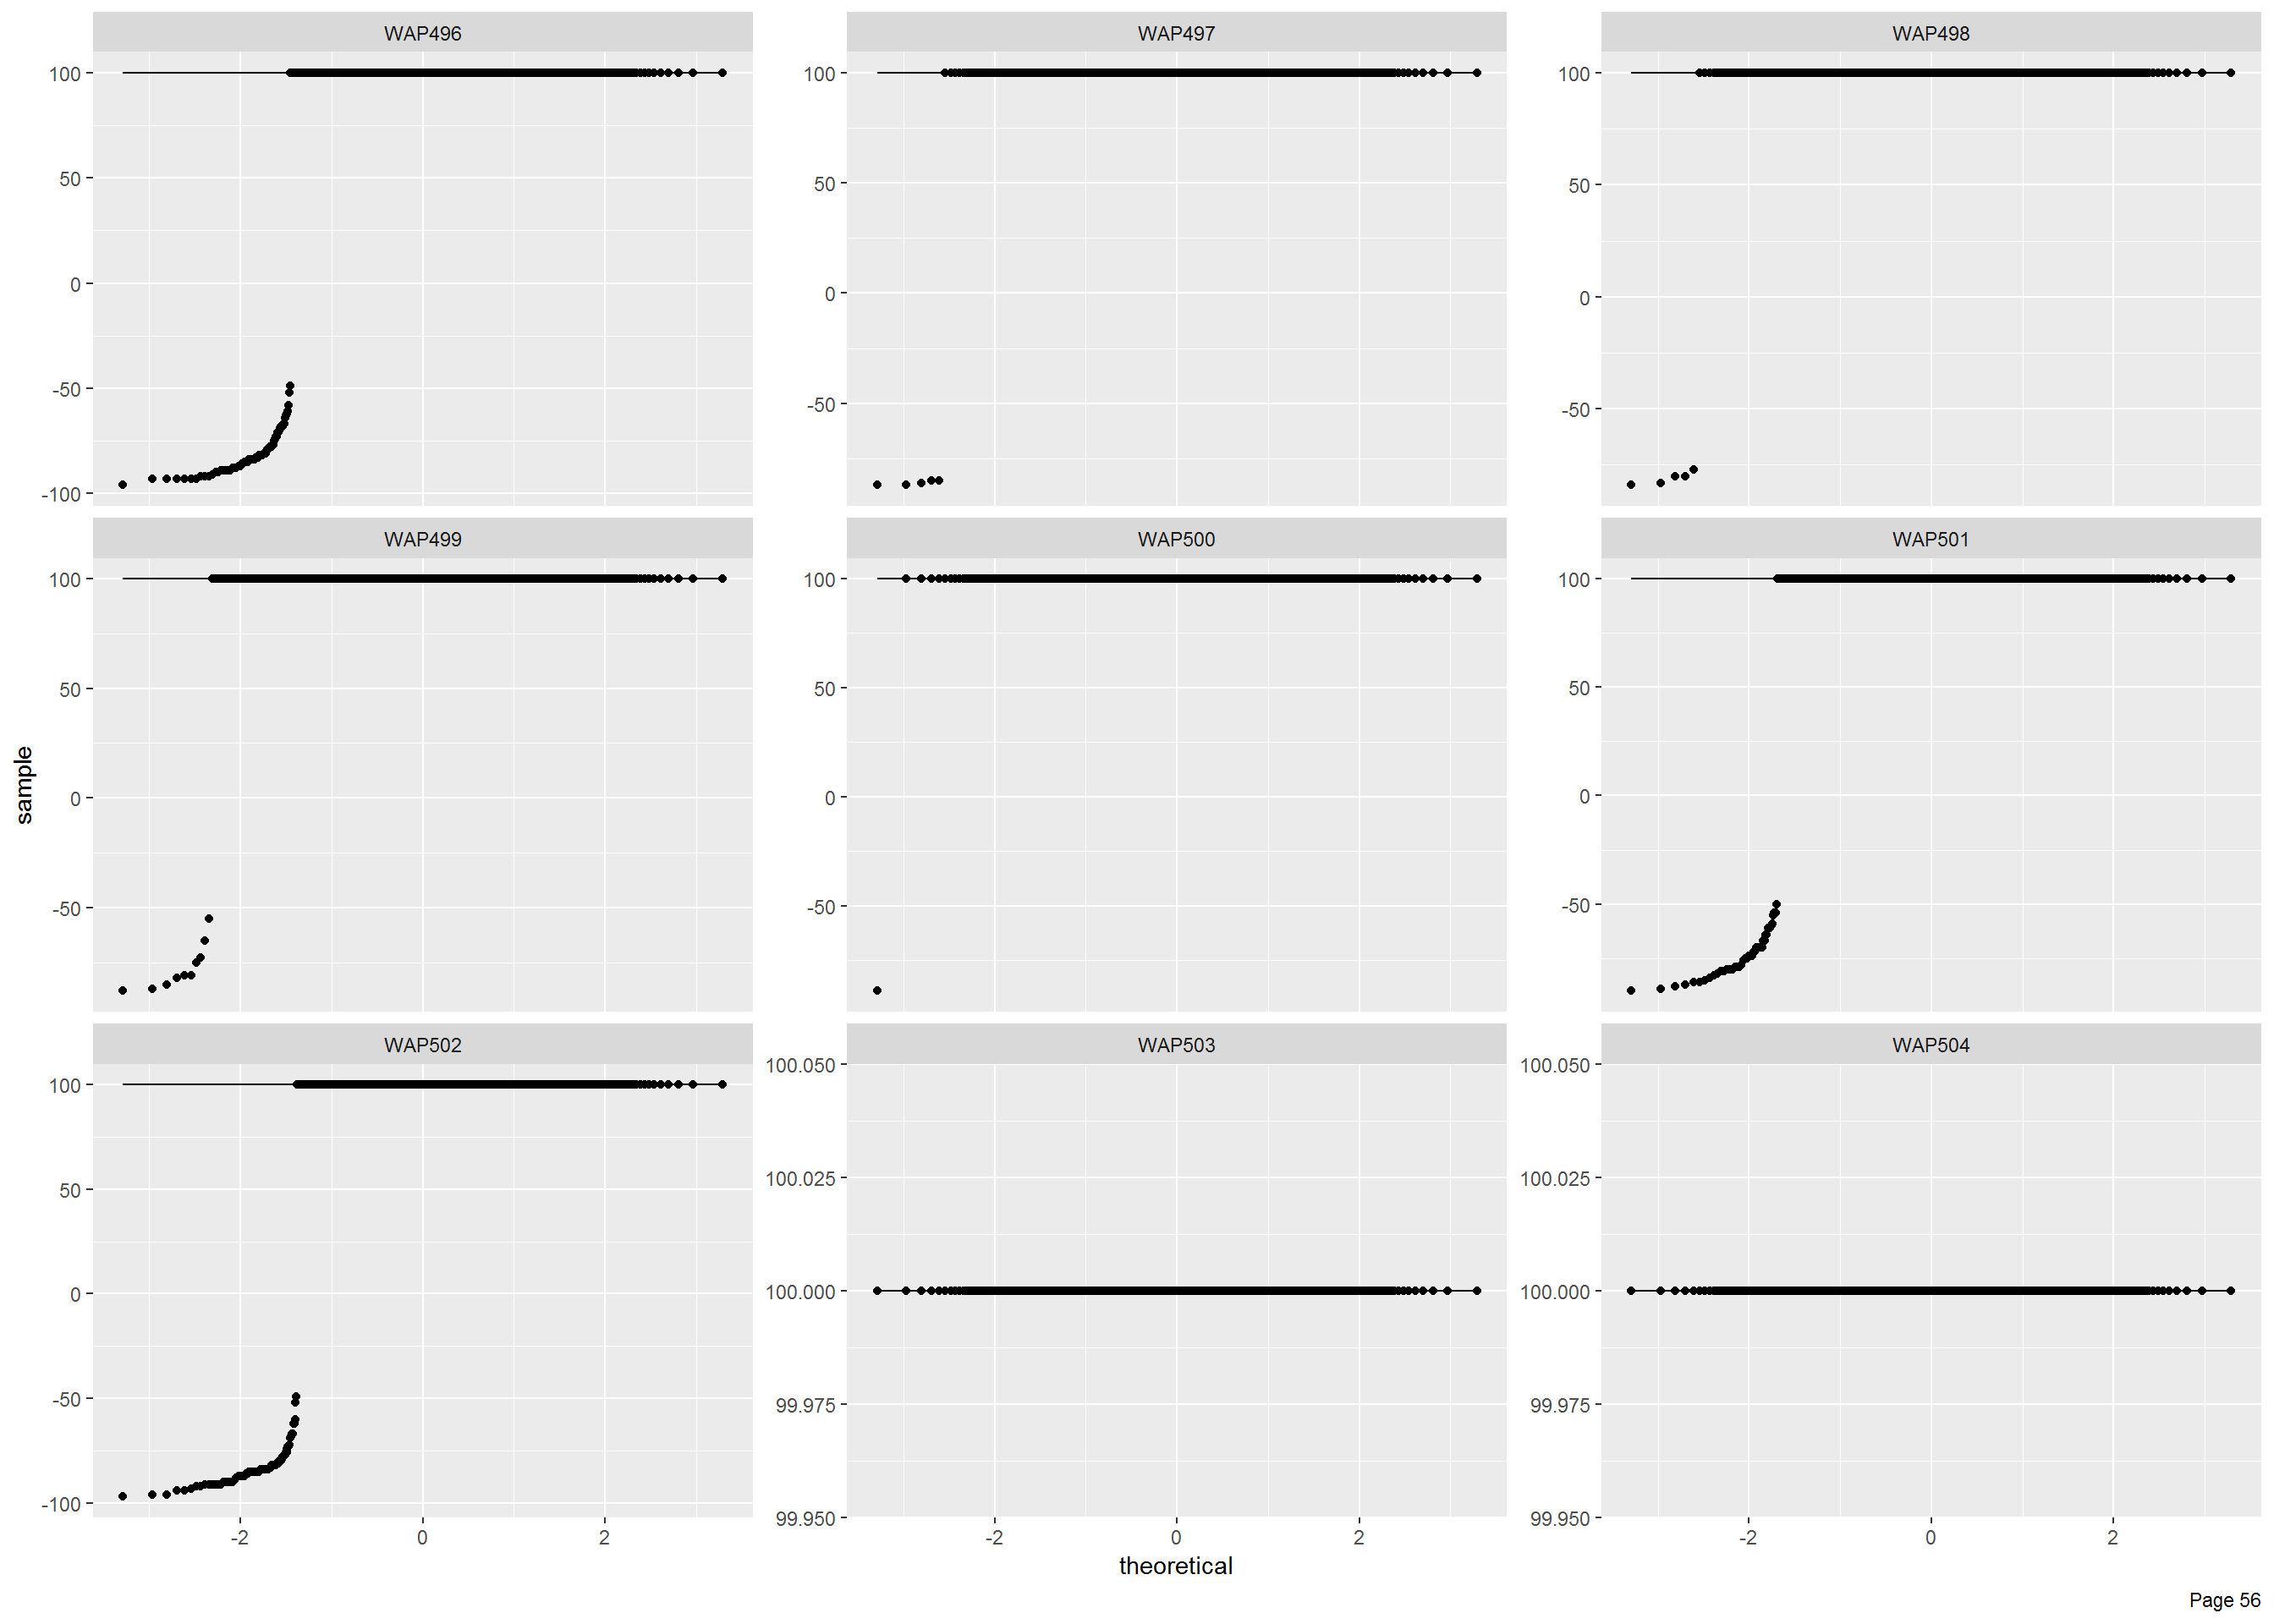 WAP496 WAP497 WAP498
100 100 100
50 50 50
0 0 0
-50 -50 -50
-100
WAP499 WAP500 WAP501
100 100 100
50 50 50
0 0 0
-50 -50 -50
sample
WAP502 WAP503 WAP504
100 100.050 100.050
50 100.025 100.025
0 100.000 100.000
-50 99.975 99.975
-100 99.950 99.950
-2 0 2 -2 0 2 -2 0 2
theoretical
Page 56